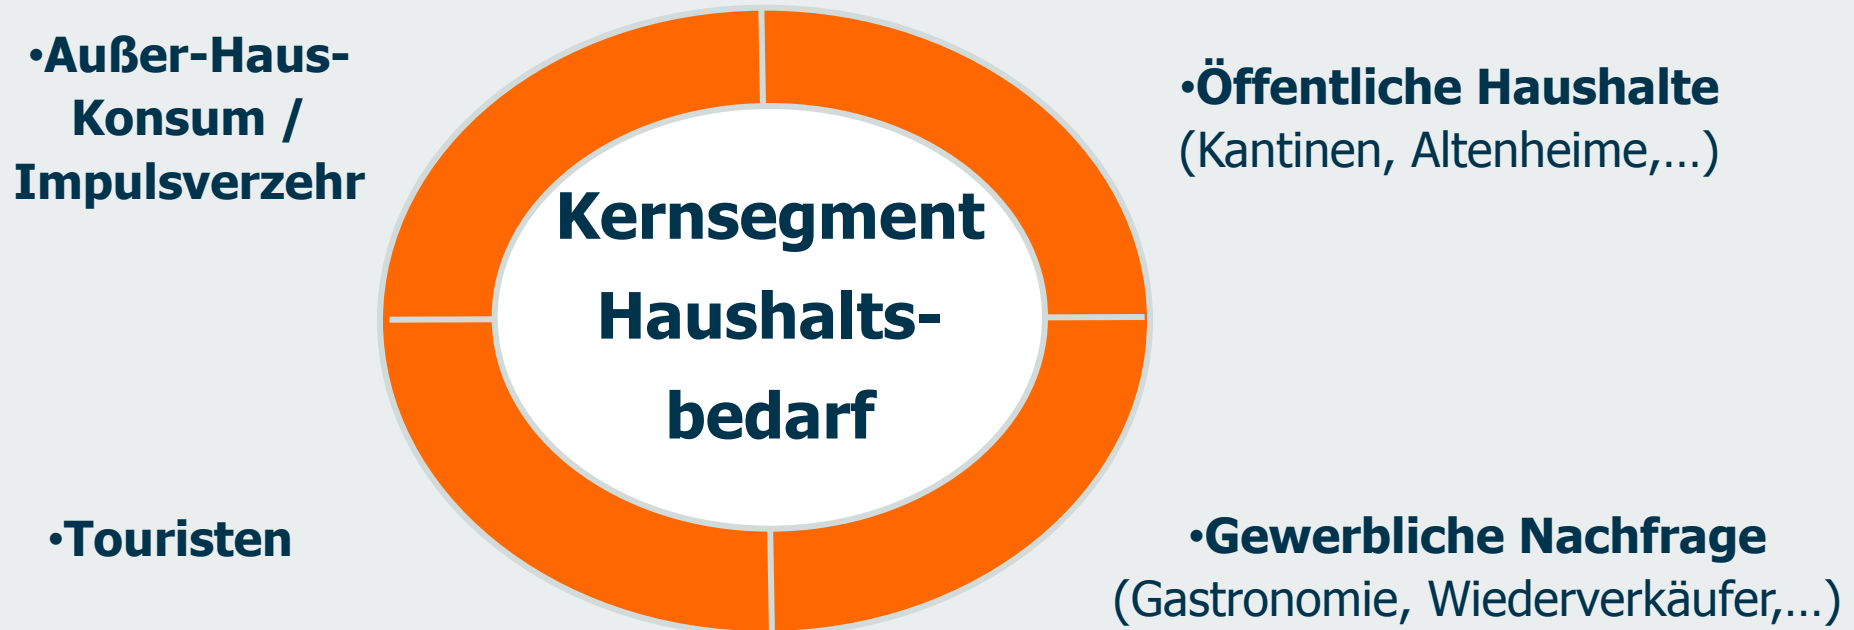 •Außer-Haus-
Konsum /
Impulsverzehr
•Öffentliche Haushalte
(Kantinen, Altenheime,...)
Kernsegment
Haushalts-
bedarf
•Touristen
•Gewerbliche Nachfrage
(Gastronomie, Wiederverkäufer,...)